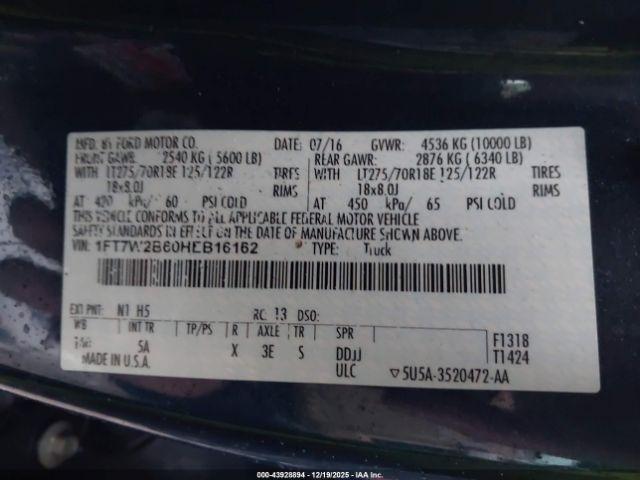 MFD. BY FORD MOTOR CO. DATE: 07/16 GVWR: 4536 KG (10000 LB)
FRONT GAWR: 2540 KG (5600 LB) REAR GAWR: 2876 KG (6340 LB)
WITH LT275/70R18E 125/122R TIRES WITH LT275/70R18E 125/122R TIRES
18x8.0J RIMS 18x8.0J RIMS
AT 420 kPa/ 60 PSI COLD AT 450 kPa/ 65 PSI COLD
THIS VEHICLE CONFORMS TO ALL APPLICABLE FEDERAL MOTOR VEHICLE
SAFETY STANDARDS IN EFFECT ON THE DATE OF MANUFACTURE SHOWN ABOVE.
VIN: 1FT7W2B60HEB16162 TYPE: Truck
EXT PNT: N1 H5 RC: 13 DSO:
WB INT TR TP/PS R AXLE TR SPR F1318
5A X 3E S DDJJ T1424
MADE IN U.S.A. ULC 5U5A-3520472-AA
000-43928894 | 12/19/2025 | IAA Inc.